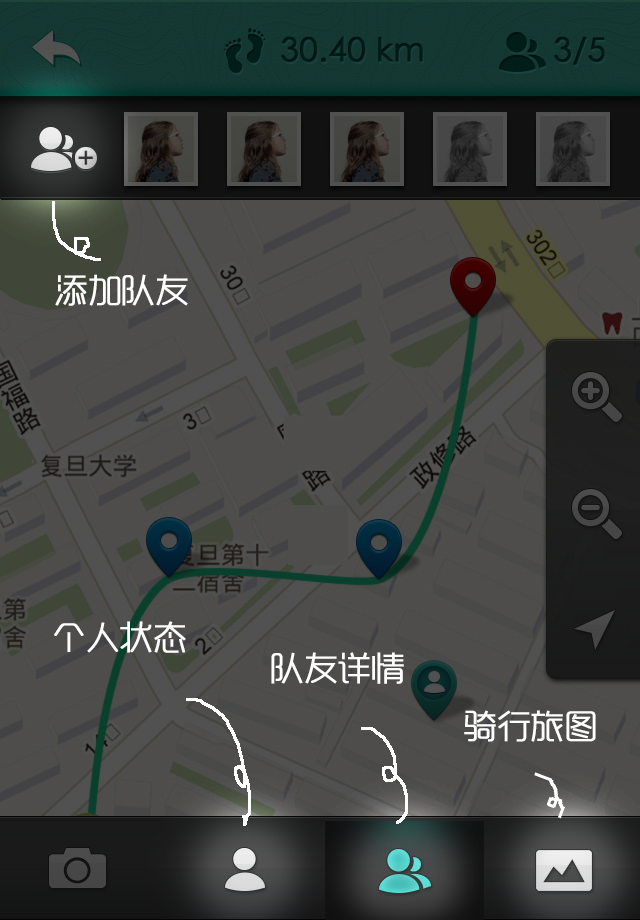 30.40 km
3/5
添加队友
30
302
国福路
3
复旦大学
路
政修路
复旦第十
二宿舍
第
舍
个人状态
2
队友详情
骑行旅图